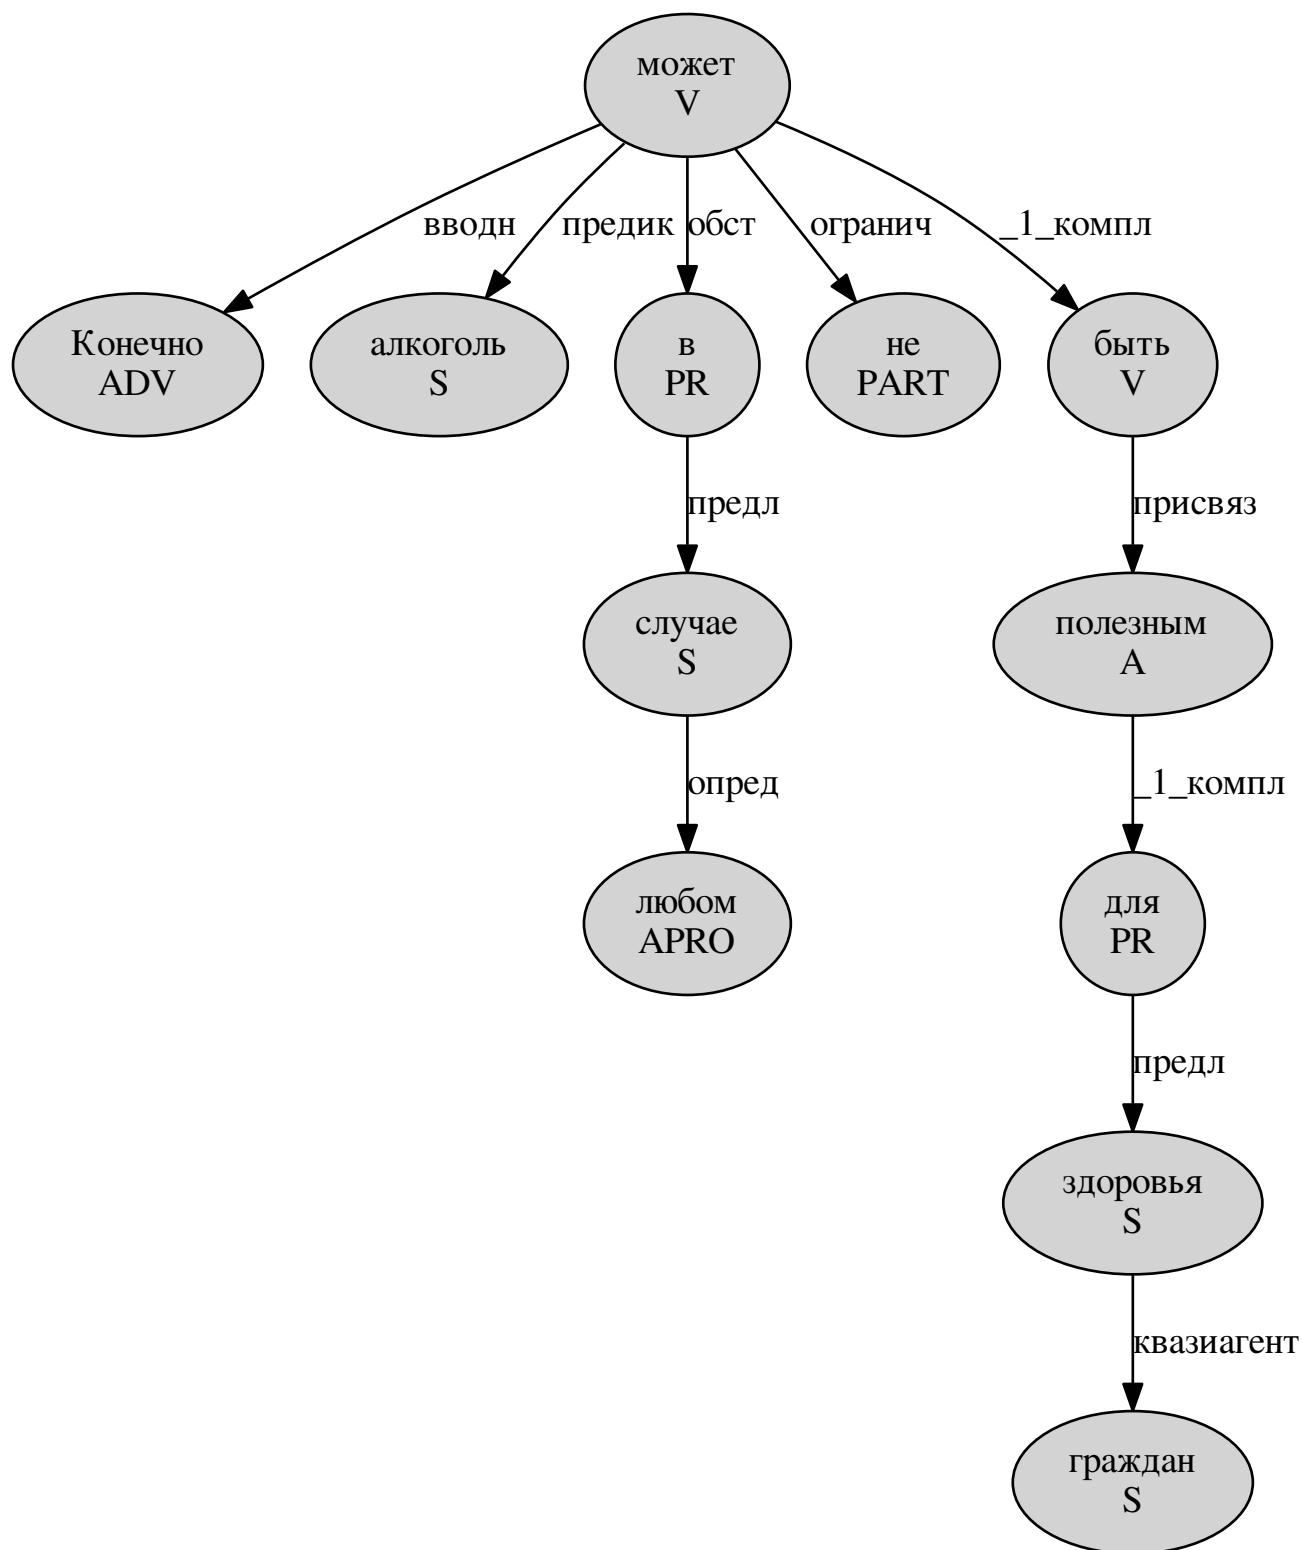 может
V
вводн
предик
обст
огранич
_1_компл
Конечно
ADV
алкоголь
S
в
PR
не
PART
быть
V
предл
присвяз
случае
S
полезным
A
опред
_1_компл
любом
APRO
для
PR
предл
здоровья
S
квазиагент
граждан
S